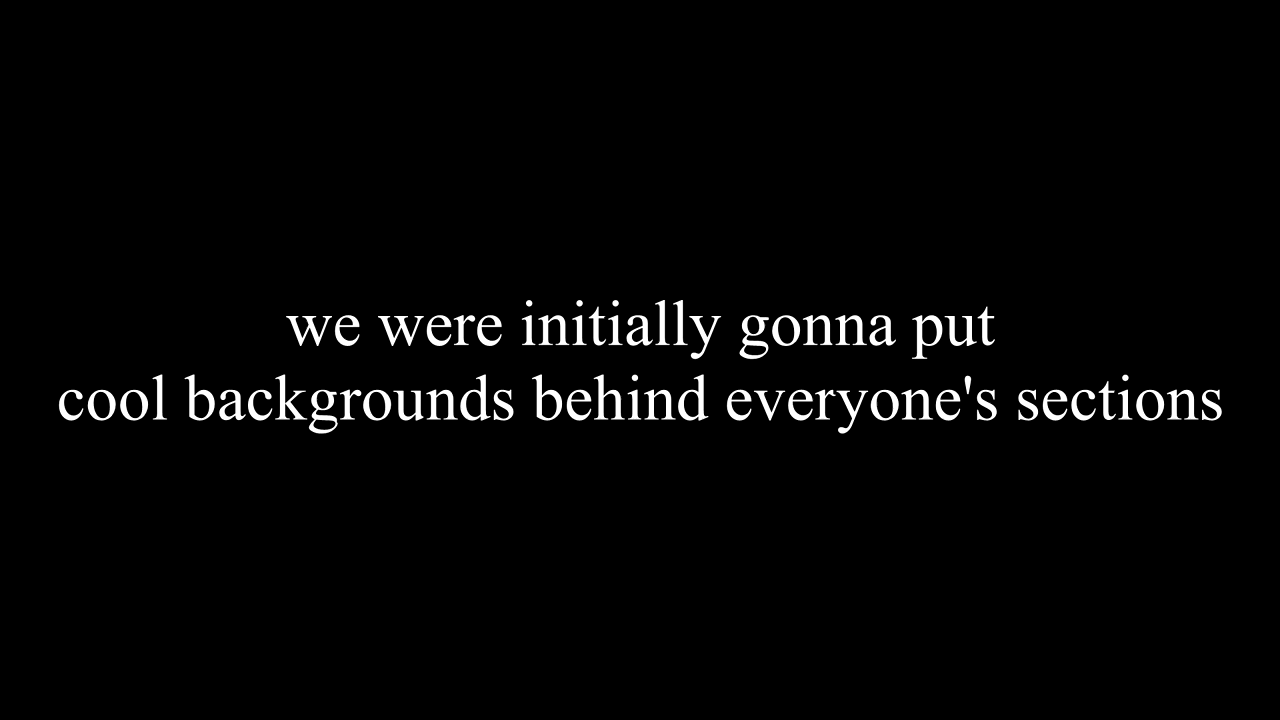 we were initially gonna put
cool backgrounds behind everyone's sections